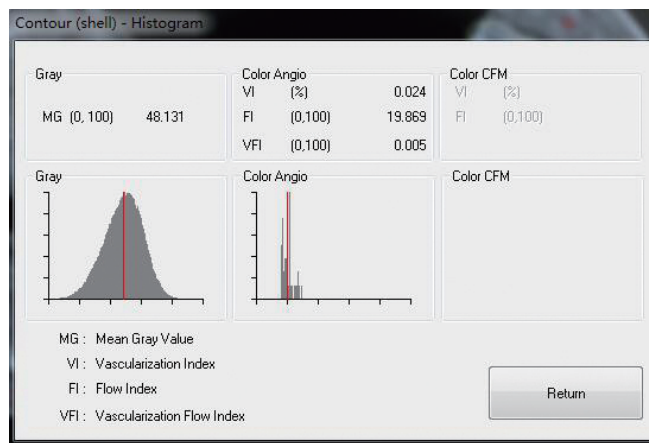 Contour (shell) - Histogram
Gray
MG (0, 100) 48.131
Color Angio
VI (%) 0.024
FI (0,100) 19.869
VFI (0,100) 0.005
Color CFM
VI (%)
FI (0,100)
Gray
Color Angio
Color CFM
MG : Mean Gray Value
VI : Vascularization Index
FI : Flow Index
VFI : Vascularization Flow Index
Return